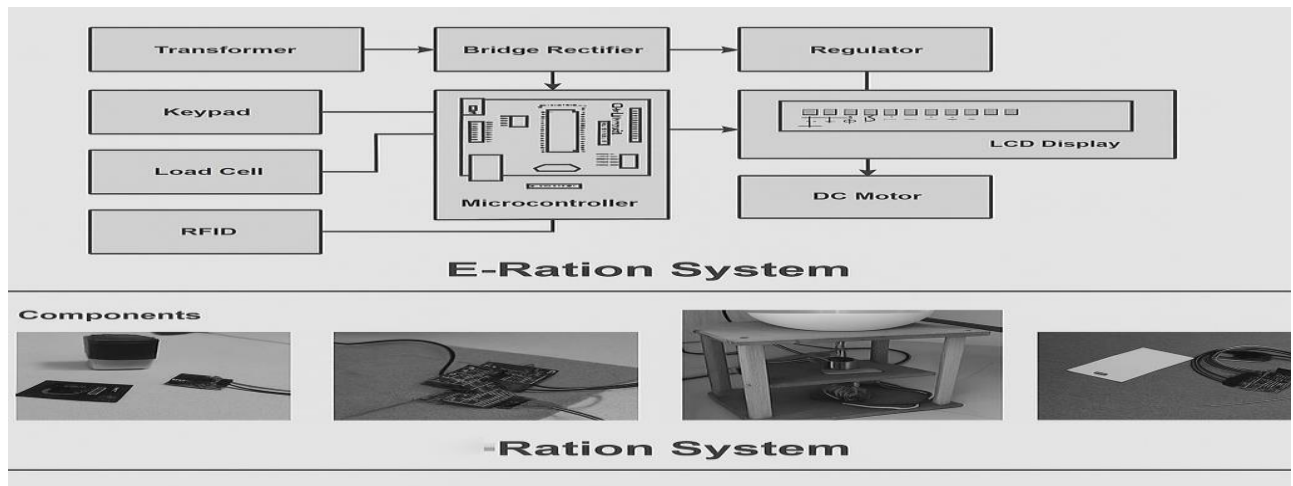 Transformer
Bridge Rectifier
Regulator
Keypad
Load Cell
RFID
Microcontroller
LCD Display
DC Motor
E-Ration System
Components
-Ration System